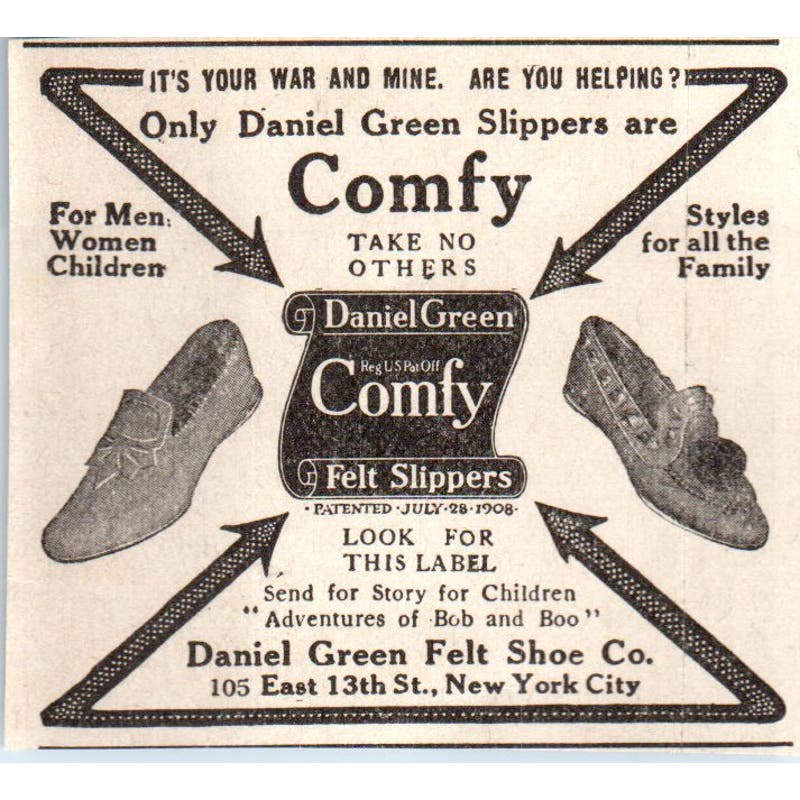 IT'S YOUR WAR AND MINE. ARE YOU HELPING?
Only Daniel Green Slippers are
Comfy
For Men,
Women
Children
TAKE NO
OTHERS
Styles
for all the
Family
Daniel Green
Reg US Pat Off
Comfy
Felt Slippers
· PATENTED · JULY · 28 · 1908 ·
LOOK FOR
THIS LABEL
Send for Story for Children
"Adventures of Bob and Boo"
Daniel Green Felt Shoe Co.
105 East 13th St., New York City